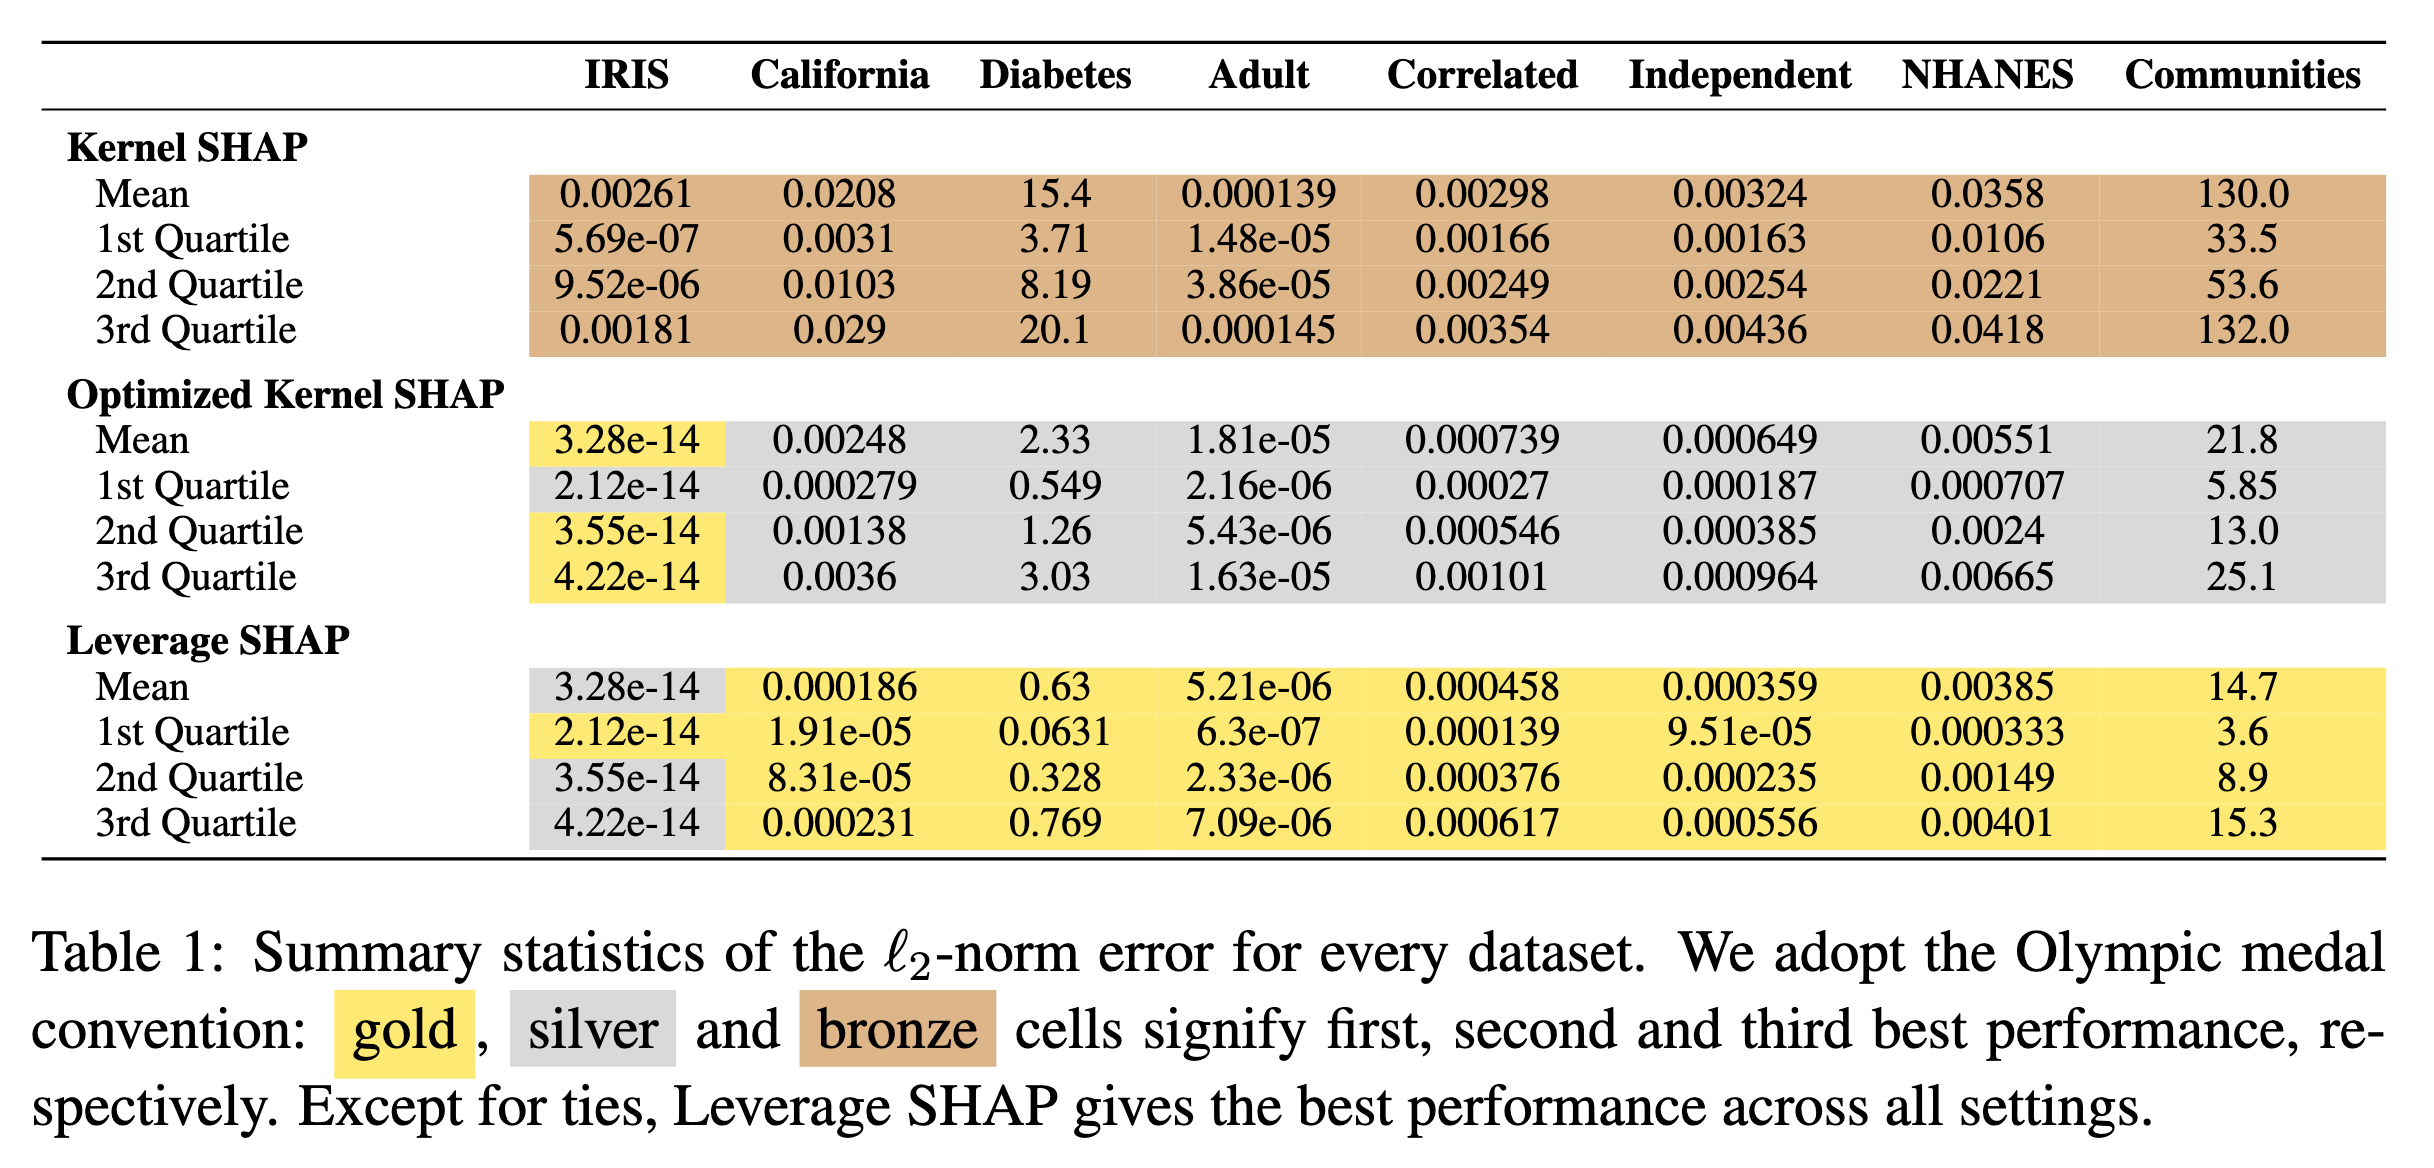 IRIS California Diabetes Adult Correlated Independent NHANES Communities
Kernel SHAP
Mean 0.00261 0.0208 15.4 0.000139 0.00298 0.00324 0.0358 130.0
1st Quartile 5.69e-07 0.0031 3.71 1.48e-05 0.00166 0.00163 0.0106 33.5
2nd Quartile 9.52e-06 0.0103 8.19 3.86e-05 0.00249 0.00254 0.0221 53.6
3rd Quartile 0.00181 0.029 20.1 0.000145 0.00354 0.00436 0.0418 132.0
Optimized Kernel SHAP
Mean 3.28e-14 0.00248 2.33 1.81e-05 0.000739 0.000649 0.00551 21.8
1st Quartile 2.12e-14 0.000279 0.549 2.16e-06 0.00027 0.000187 0.000707 5.85
2nd Quartile 3.55e-14 0.00138 1.26 5.43e-06 0.000546 0.000385 0.0024 13.0
3rd Quartile 4.22e-14 0.0036 3.03 1.63e-05 0.00101 0.000964 0.00665 25.1
Leverage SHAP
Mean 3.28e-14 0.000186 0.63 5.21e-06 0.000458 0.000359 0.00385 14.7
1st Quartile 2.12e-14 1.91e-05 0.0631 6.3e-07 0.000139 9.51e-05 0.000333 3.6
2nd Quartile 3.55e-14 8.31e-05 0.328 2.33e-06 0.000376 0.000235 0.00149 8.9
3rd Quartile 4.22e-14 0.000231 0.769 7.09e-06 0.000617 0.000556 0.00401 15.3
Table 1: Summary statistics of the ℓ₂-norm error for every dataset. We adopt the Olympic medal
convention: gold, silver and bronze cells signify first, second and third best performance, re-
spectively. Except for ties, Leverage SHAP gives the best performance across all settings.